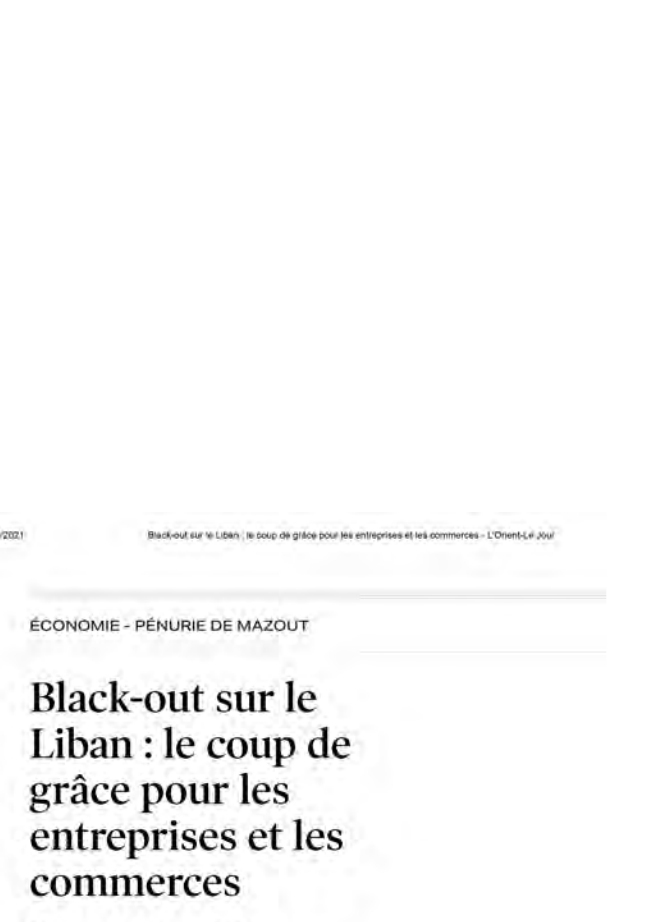 /2021 Black-out sur le Liban : le coup de grâce pour les entreprises et les commerces - L'Orient-Le Jour
ÉCONOMIE - PÉNURIE DE MAZOUT
Black-out sur le
Liban : le coup de
grâce pour les
entreprises et les
commerces